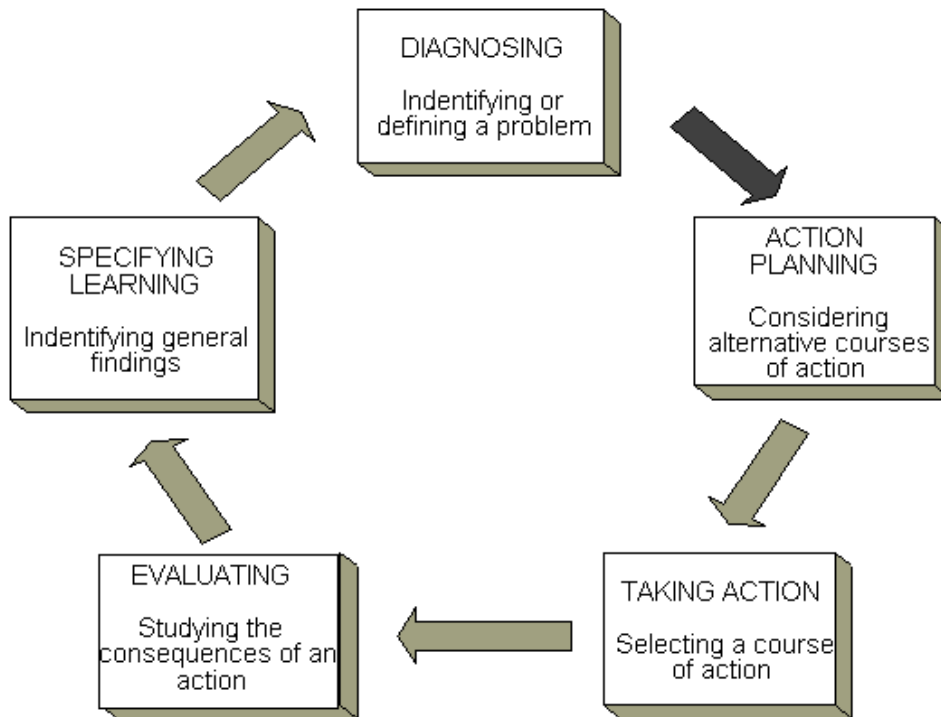 DIAGNOSING
Indentifying or
defining a problem
ACTION
PLANNING
Considering
alternative courses
of action
TAKING ACTION
Selecting a course
of action
EVALUATING
Studying the
consequences of an
action
SPECIFYING
LEARNING
Indentifying general
findings